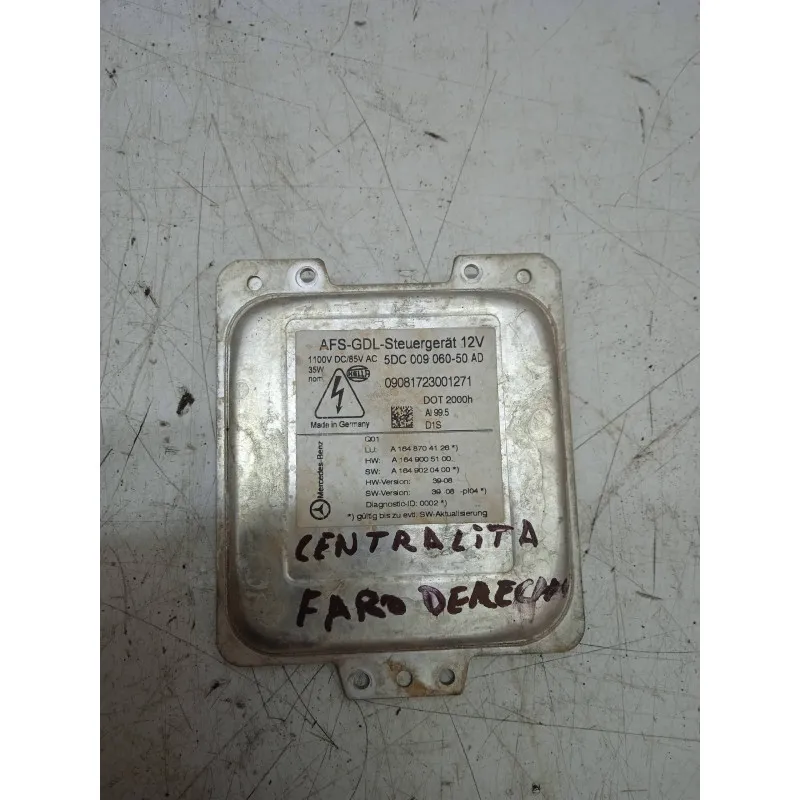 AFS-GDL-Steuergerät 12V
1100V DC/85V AC 5DC 009 060-50 AD
35W
nom.
HELLA
09081723001271
DOT 2000h
Al 99.5
D1S
Made in Germany
Mercedes-Benz
Q01
LU: A 164 870 41 26 *)
HW: A 164 900 51 00
SW: A 164 902 04 00 *)
HW-Version: 39-08
SW-Version: 39 08 -pl04 *)
Diagnostic-ID: 0002 *)
*) gültig bis zu evtl. SW-Aktualisierung
CENTRALiTA
FARO DERECHO